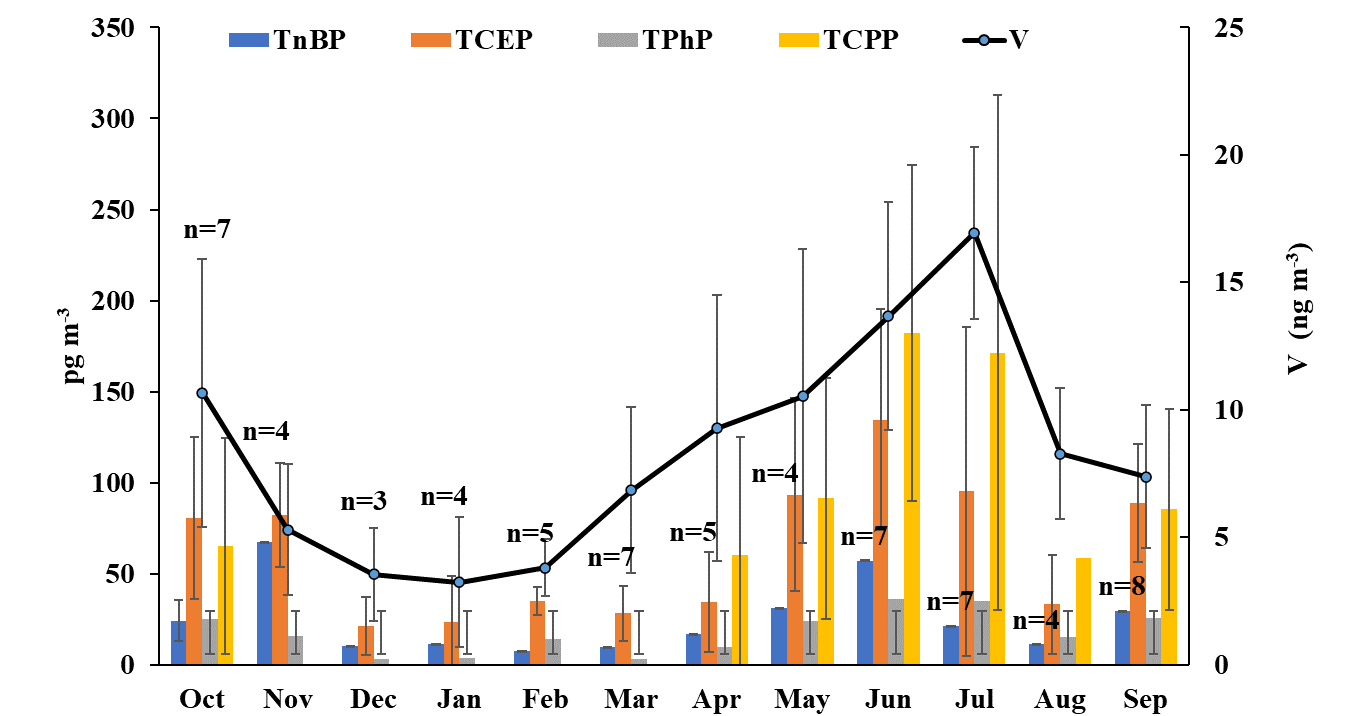 TnBP TCEP TPhP TCPP V
350
300
250
200
150
100
50
0
pg m-3
25
20
15
10
5
0
V (ng m-3)
n=7
n=4
n=3
n=4
n=5
n=7
n=5
n=4
n=7
n=7
n=4
n=8
Oct Nov Dec Jan Feb Mar Apr May Jun Jul Aug Sep